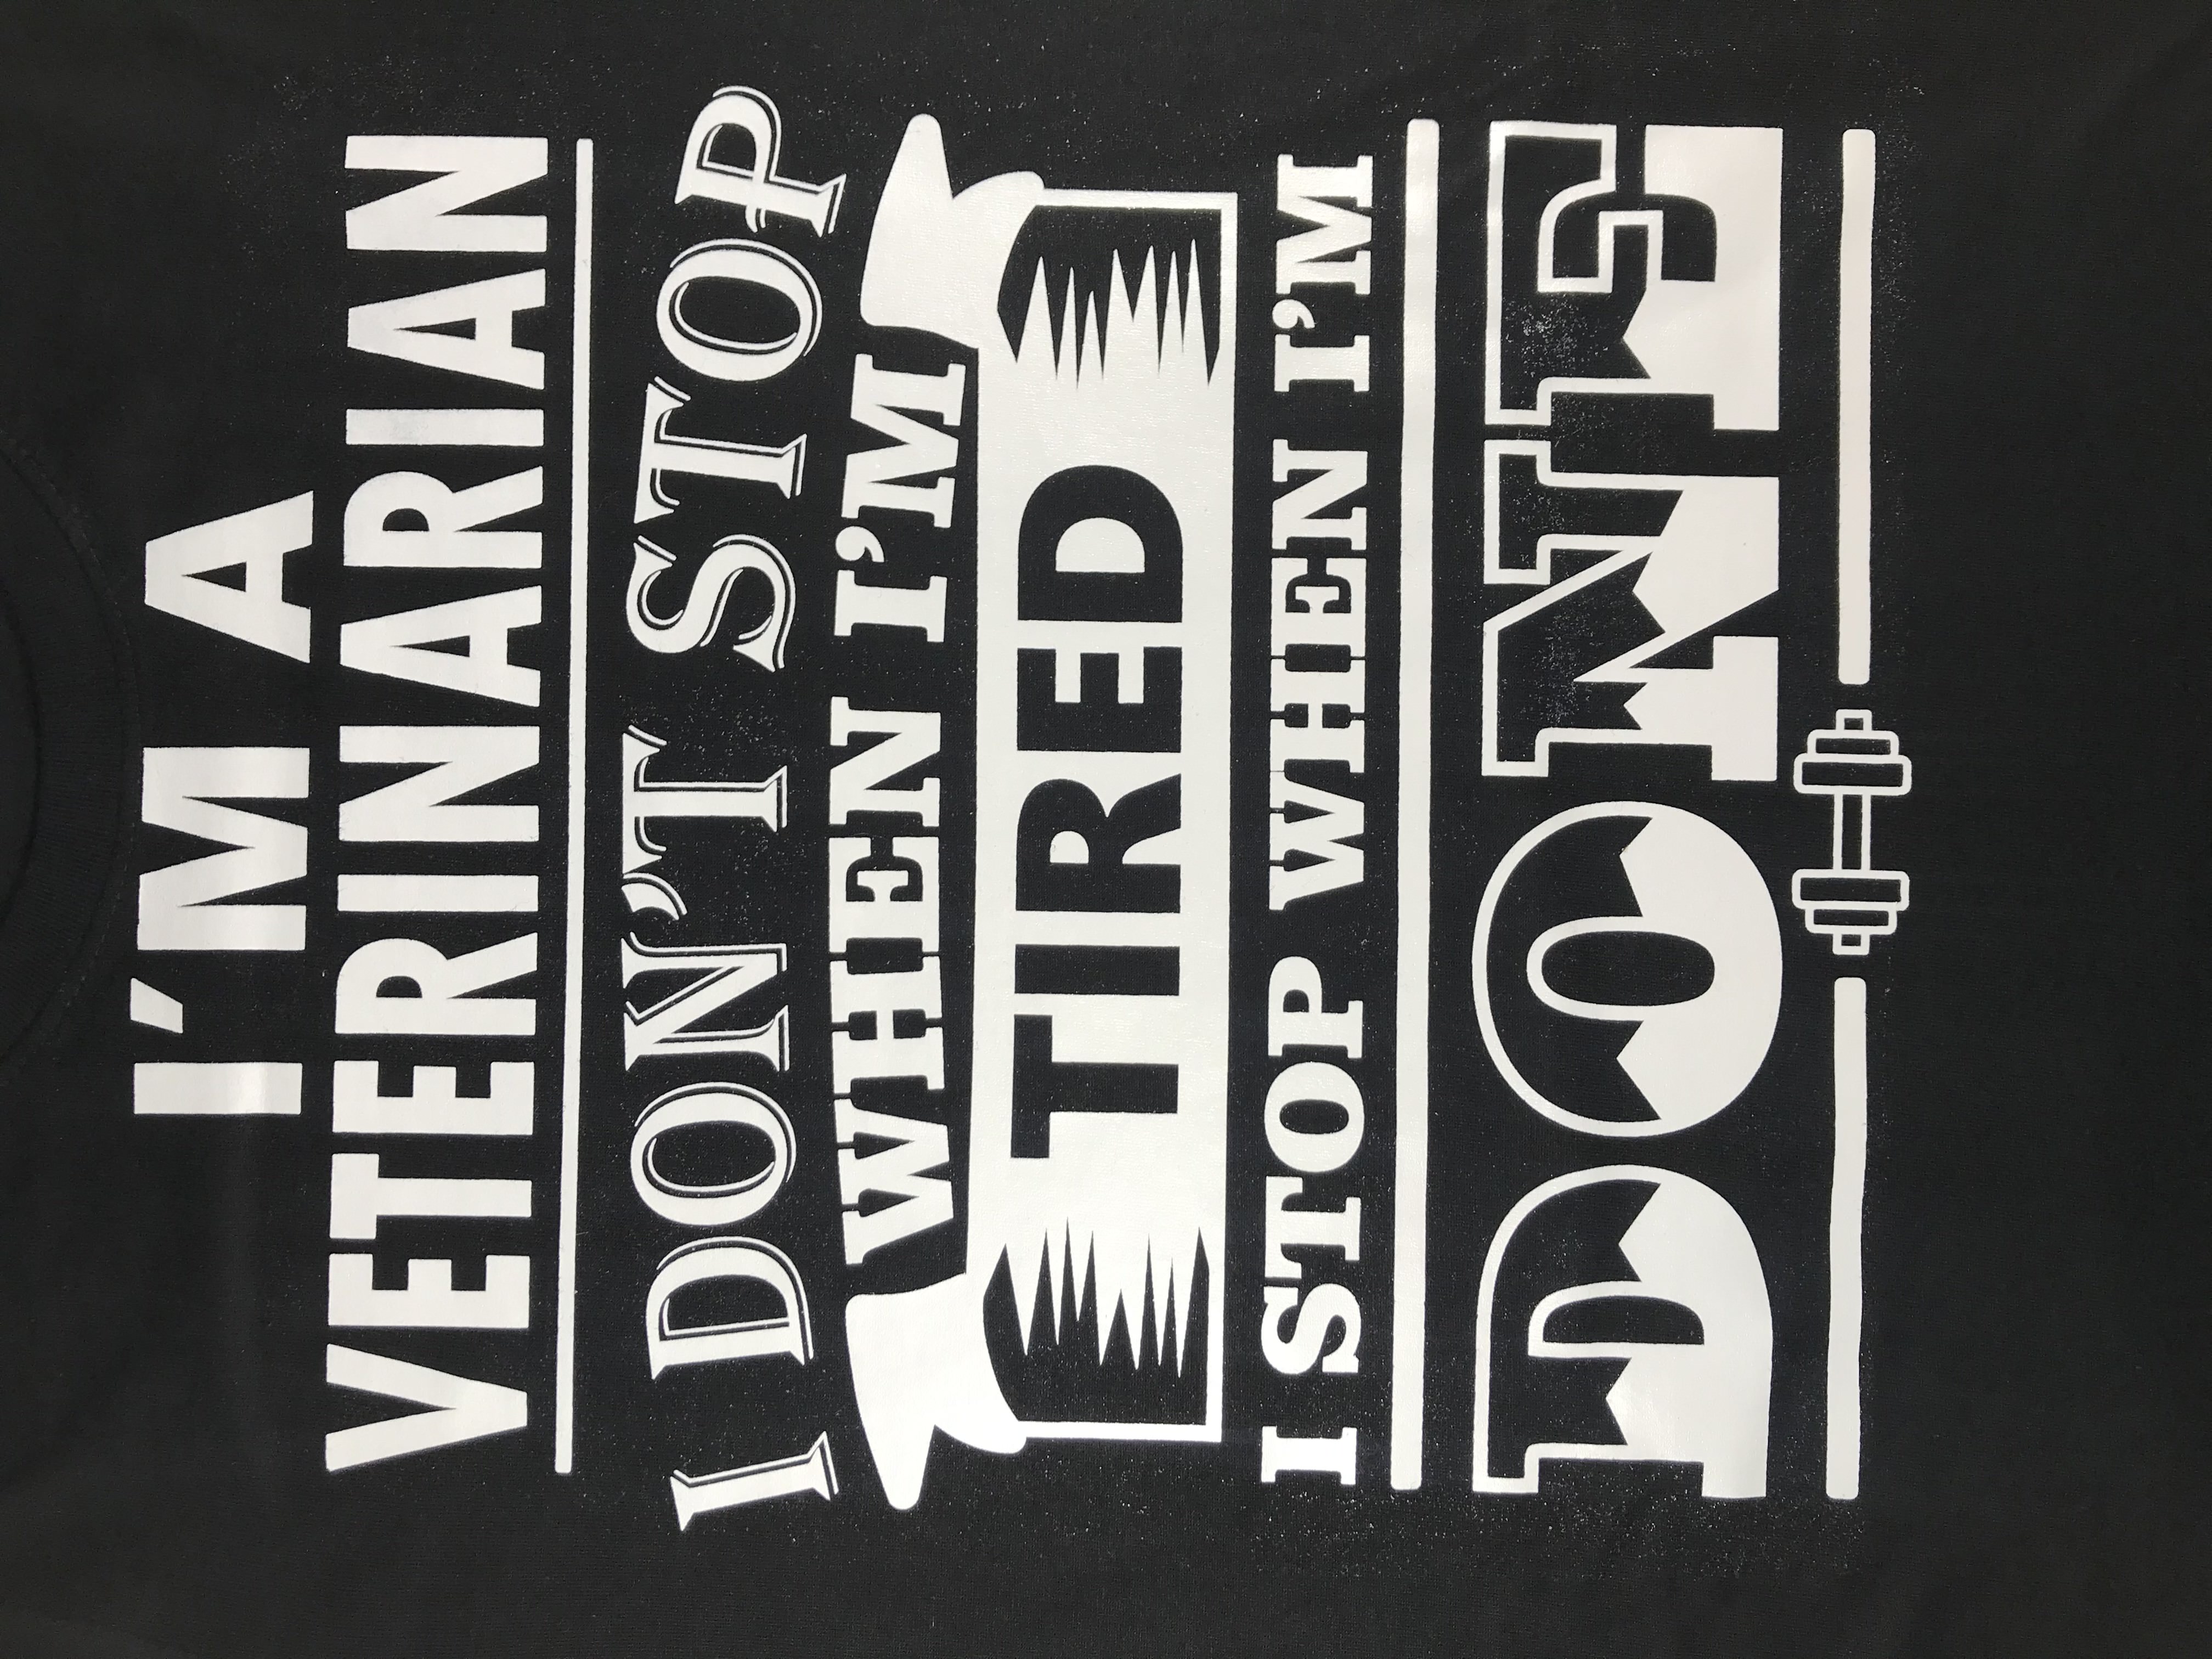 I'M A
VETERINARIAN
I DON'T STOP
WHEN I'M
TIRED
I STOP WHEN I'M
DONE